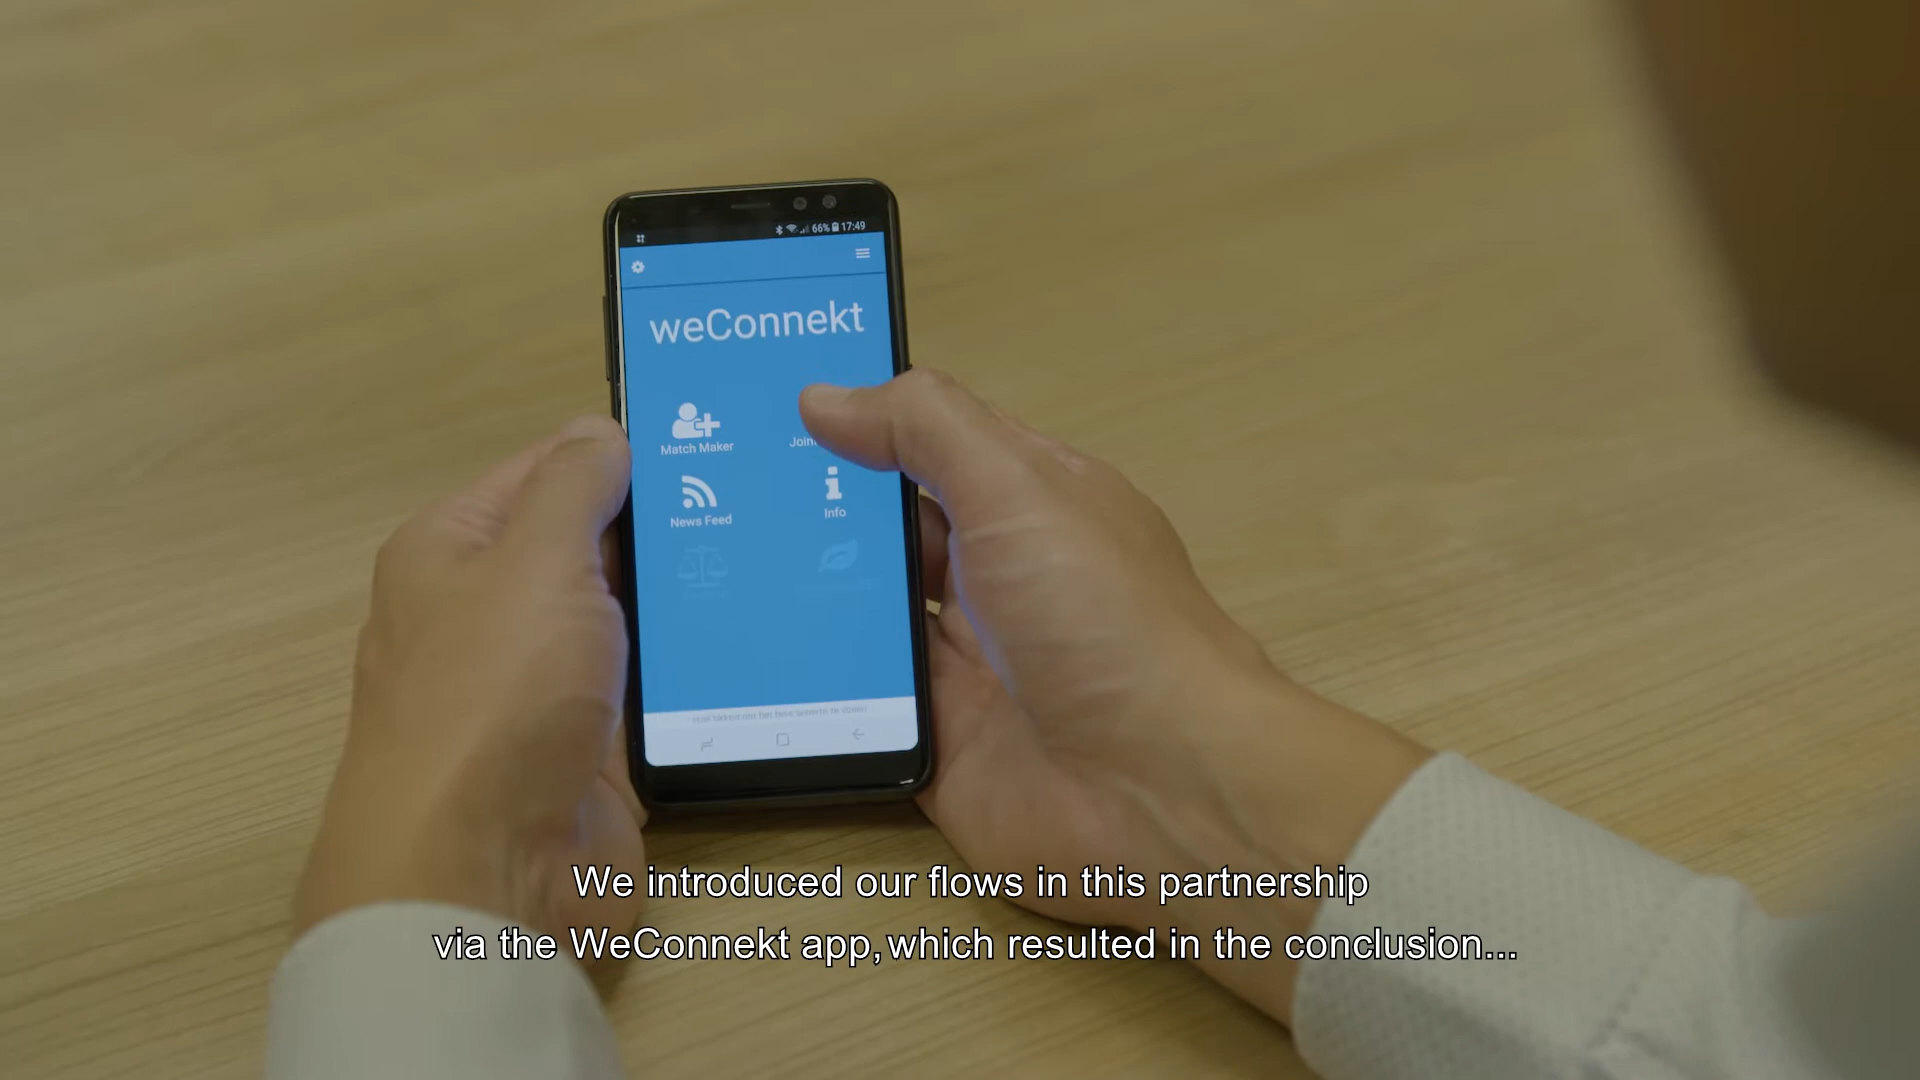 66% 17:49
weConnekt
Match Maker
News Feed
Info
We introduced our flows in this partnership
via the WeConnekt app, which resulted in the conclusion...